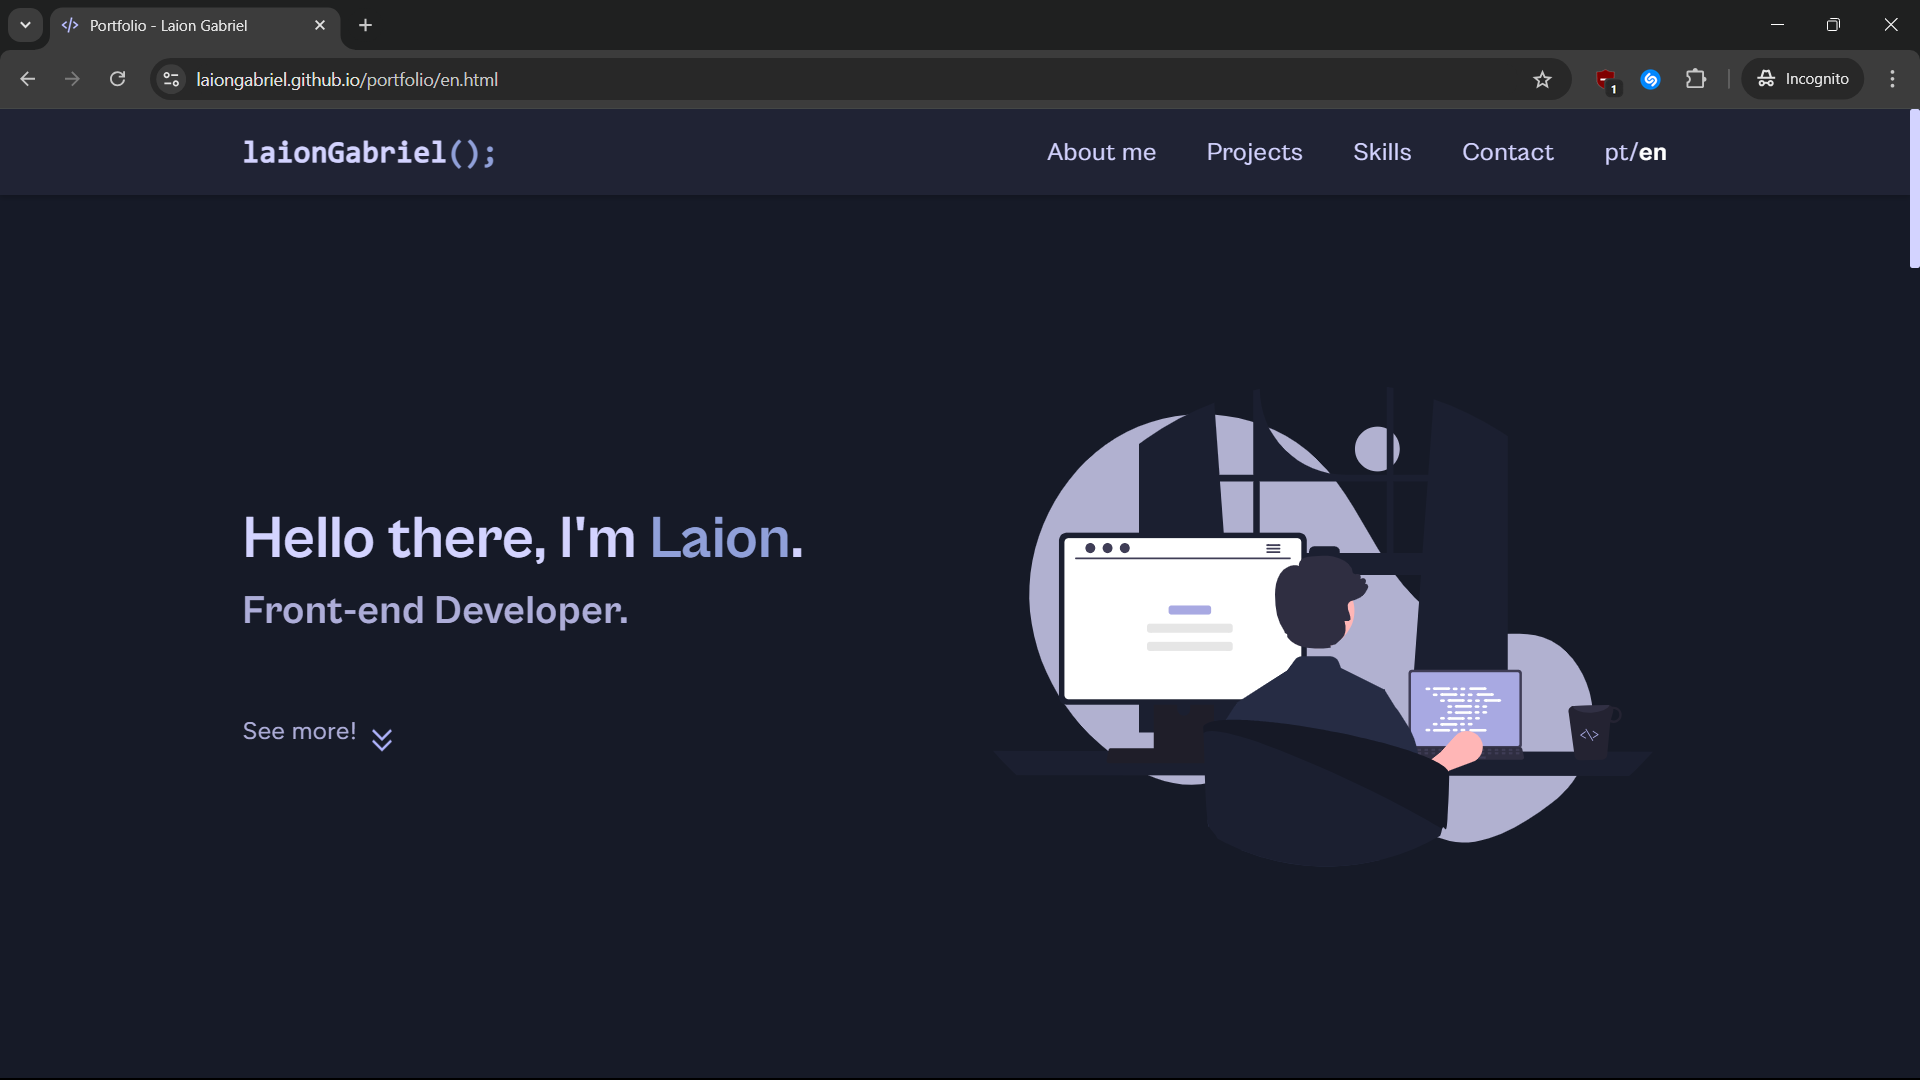 Portfolio - Laion Gabriel
laiongabriel.github.io/portfolio/en.html
1
Incognito
laionGabriel();
About me
Projects
Skills
Contact
pt/en
Hello there, I'm Laion.
Front-end Developer.
See more!